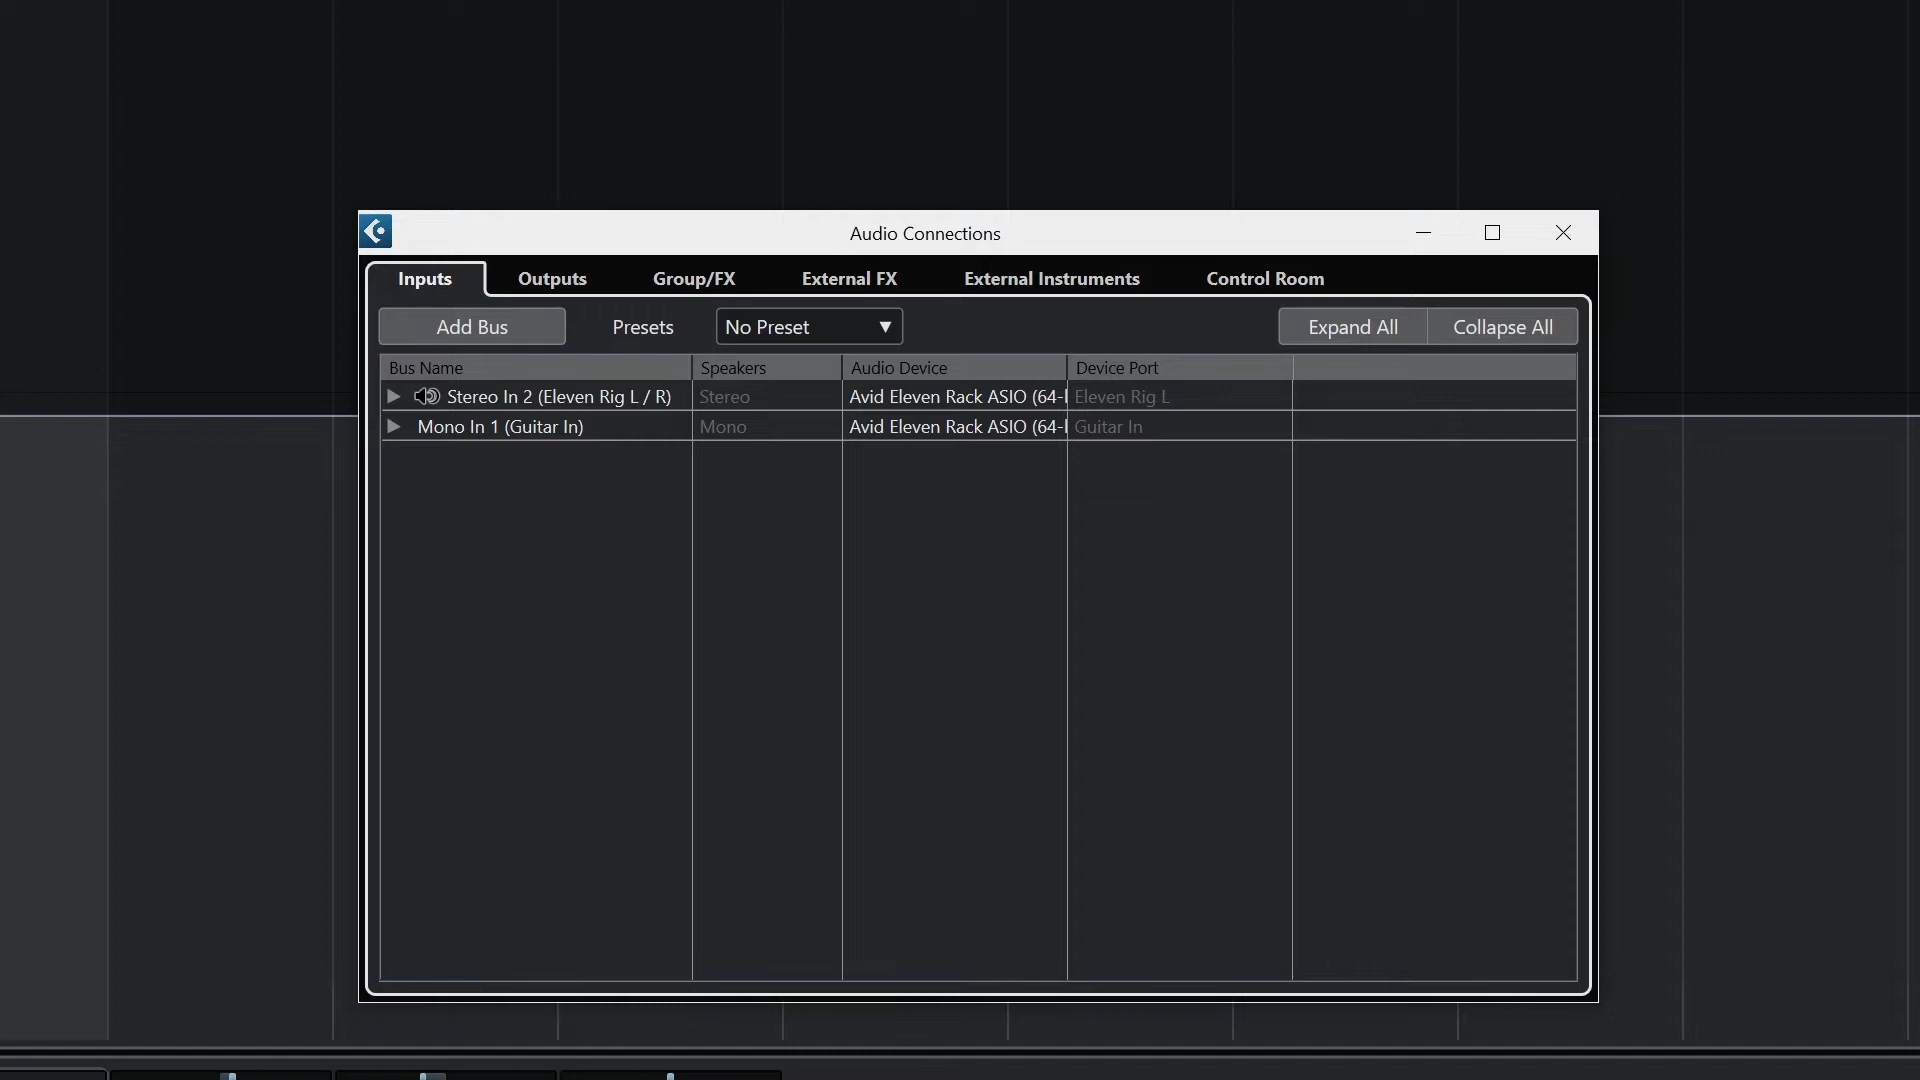 Audio Connections
Inputs Outputs Group/FX External FX External Instruments Control Room
Add Bus Presets No Preset Expand All Collapse All
Bus Name Speakers Audio Device Device Port
Stereo In 2 (Eleven Rig L / R) Stereo Avid Eleven Rack ASIO (64- Eleven Rig L
Mono In 1 (Guitar In) Mono Avid Eleven Rack ASIO (64- Guitar In